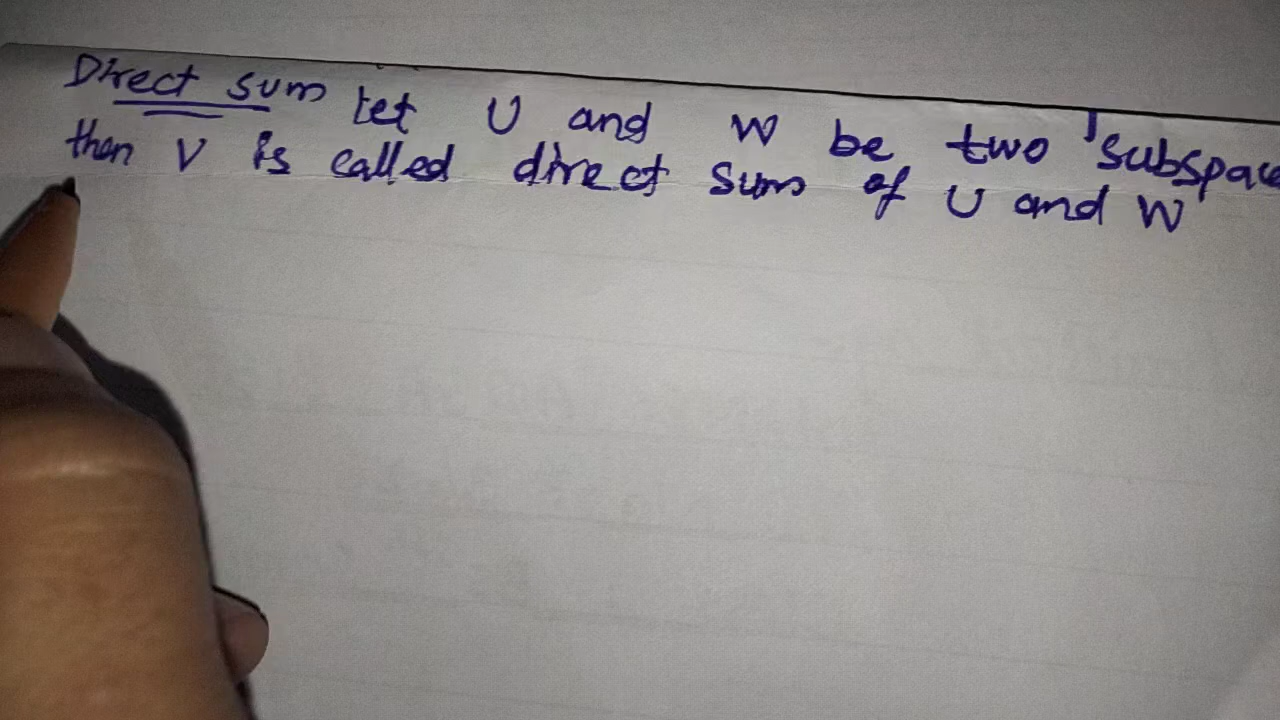 Direct sum let U and W be two subspace
then V is called direct sum of U and W